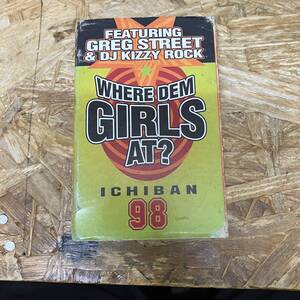 FEATURING
GREG STREET
& DJ KIZZY ROCK
WHERE DEM
GIRLS
AT?
ICHIBAN
98